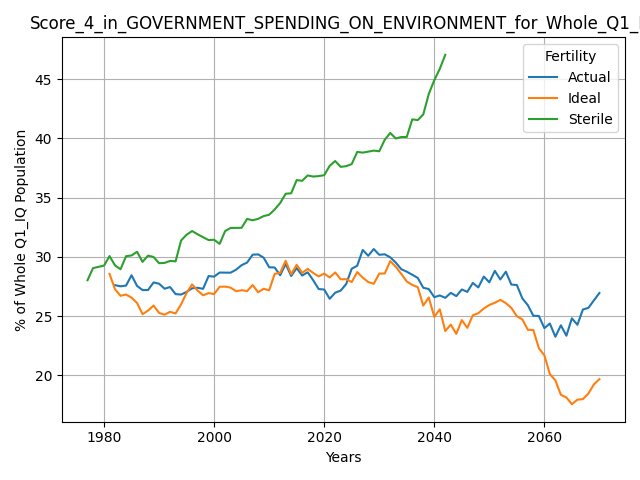 Score_4_in_GOVERNMENT_SPENDING_ON_ENVIRONMENT_for_Whole_Q1_
Fertility
Actual
Ideal
Sterile
% of Whole Q1_IQ Population
45
40
35
30
25
20
1980
2000
2020
2040
2060
Years